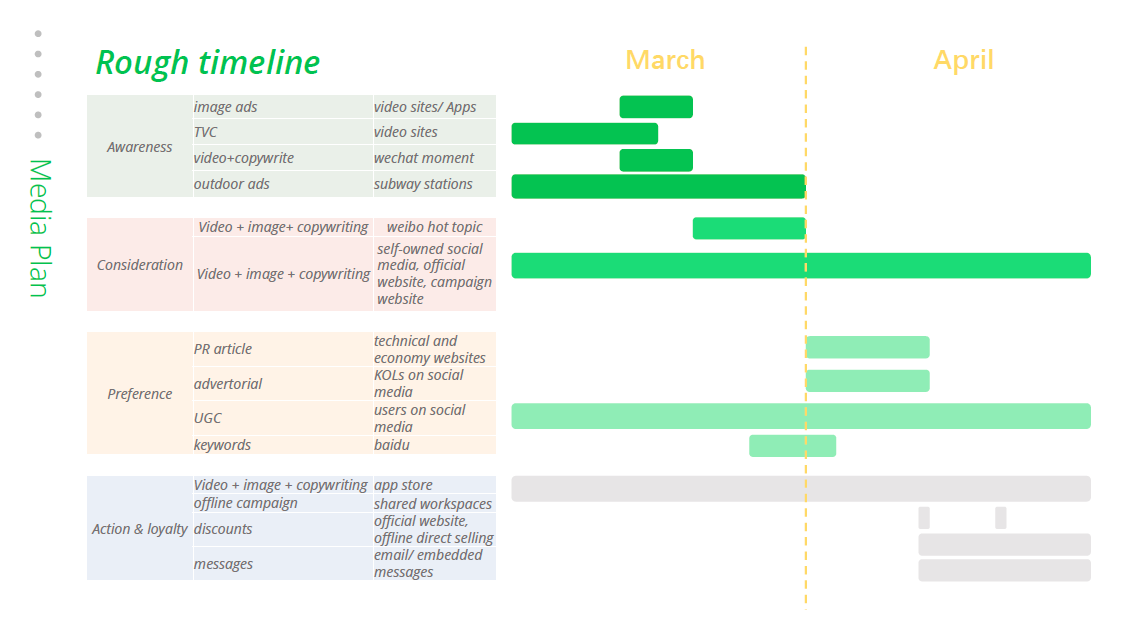 Media Plan
Rough timeline
March
April
Awareness
image ads
video sites/ Apps
TVC
video sites
video+copywrite
wechat moment
outdoor ads
subway stations
Consideration
Video + image+ copywriting
weibo hot topic
Video + image + copywriting
self-owned social
media, official
website, campaign
website
Preference
PR article
technical and
economy websites
advertorial
KOLs on social
media
UGC
users on social
media
keywords
baidu
Action & loyalty
Video + image + copywriting
app store
offline campaign
shared workspaces
discounts
official website,
offline direct selling
messages
email/ embedded
messages